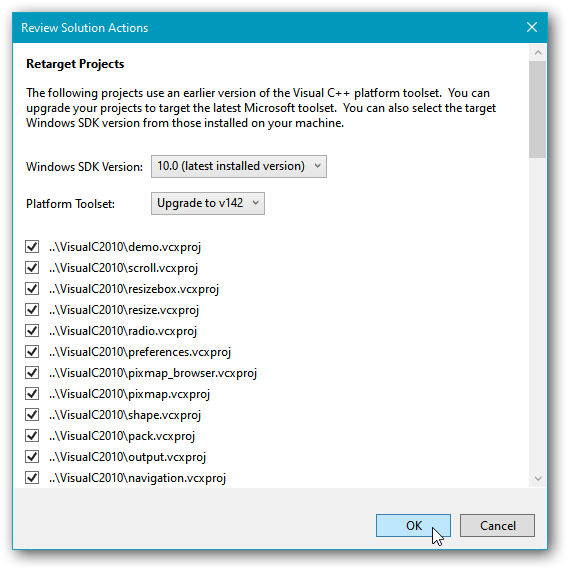 Review Solution Actions
Retarget Projects
The following projects use an earlier version of the Visual C++ platform toolset.  You can
upgrade your projects to target the latest Microsoft toolset.  You can also select the target
Windows SDK version from those installed on your machine.
Windows SDK Version: 10.0 (latest installed version)
Platform Toolset: Upgrade to v142
..\VisualC2010\demo.vcxproj
..\VisualC2010\scroll.vcxproj
..\VisualC2010\resizebox.vcxproj
..\VisualC2010\resize.vcxproj
..\VisualC2010\radio.vcxproj
..\VisualC2010\preferences.vcxproj
..\VisualC2010\pixmap_browser.vcxproj
..\VisualC2010\pixmap.vcxproj
..\VisualC2010\shape.vcxproj
..\VisualC2010\pack.vcxproj
..\VisualC2010\output.vcxproj
..\VisualC2010\navigation.vcxproj
OK Cancel